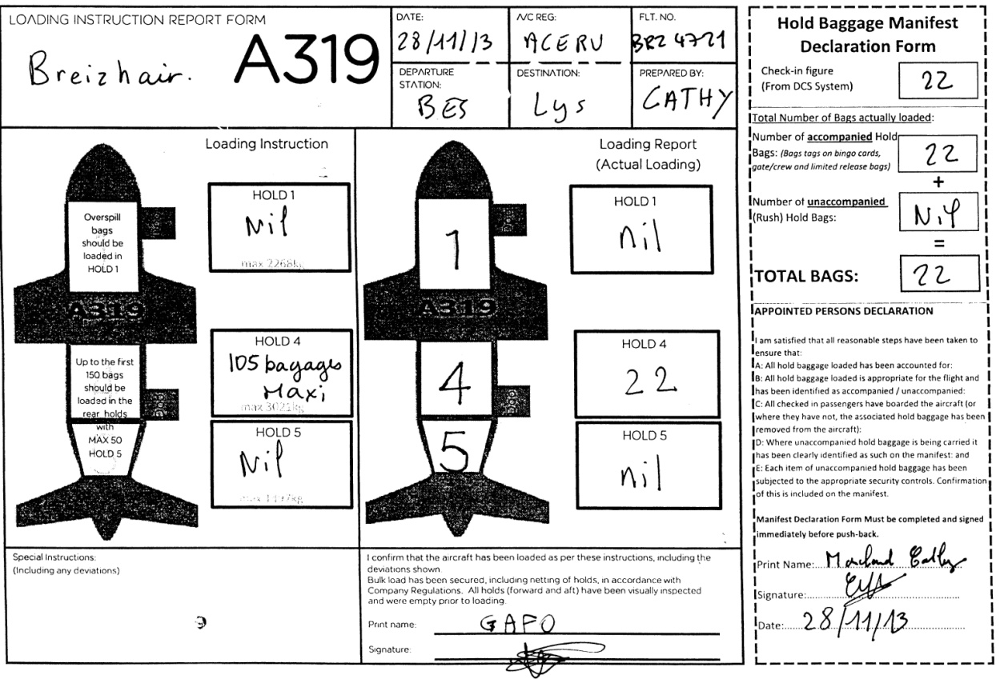 LOADING INSTRUCTION REPORT FORM
Breizhair.
A319
DATE:
28/11/13
A/C REG:
ACERU
FLT. NO.
BRZ 4721
DEPARTURE
STATION:
BES
DESTINATION:
Lys
PREPARED BY:
CATHY
Loading Instruction
Overspill
bags
should be
loaded in
HOLD 1
A319
Up to the first
150 bags
should be
loaded in the
rear holds
with
MAX 50
HOLD 5
HOLD 1
Nil
max 2268kg
HOLD 4
105 bagages
Maxi
max 3021kg
HOLD 5
Nil
max 1497kg
Loading Report
(Actual Loading)
1
A319
4
5
HOLD 1
nil
HOLD 4
22
HOLD 5
nil
Special Instructions:
(Including any deviations)
I confirm that the aircraft has been loaded as per these instructions, including the
deviations shown
Bulk load has been secured, including netting of holds, in accordance with
Company Regulations. All holds (forward and aft) have been visually inspected
and were empty prior to loading.
Print name: GAFO
Signature:
Hold Baggage Manifest
Declaration Form
Check-in figure
(From DCS System)
22
Total Number of Bags actually loaded:
Number of accompanied Hold
Bags: (Bags tags on bingo cards,
gate/crew and limited release bags)
22
+
Number of unaccompanied
(Rush) Hold Bags:
Nil
=
TOTAL BAGS:
22
APPOINTED PERSONS DECLARATION
I am satisfied that all reasonable steps have been taken to
ensure that:
A: All hold baggage loaded has been accounted for:
B: All hold baggage loaded is appropriate for the flight and
has been identified as accompanied / unaccompanied:
C: All checked in passengers have boarded the aircraft (or
where they have not, the associated hold baggage has been
removed from the aircraft):
D: Where unaccompanied hold baggage is being carried it
has been clearly identified as such on the manifest: and
E: Each item of unaccompanied hold baggage has been
subjected to the appropriate security controls. Confirmation
of this is included on the manifest.
Manifest Declaration Form Must be completed and signed
immediately before push-back.
Print Name: Marchand Cathy
Signature:
Date: 28/11/13